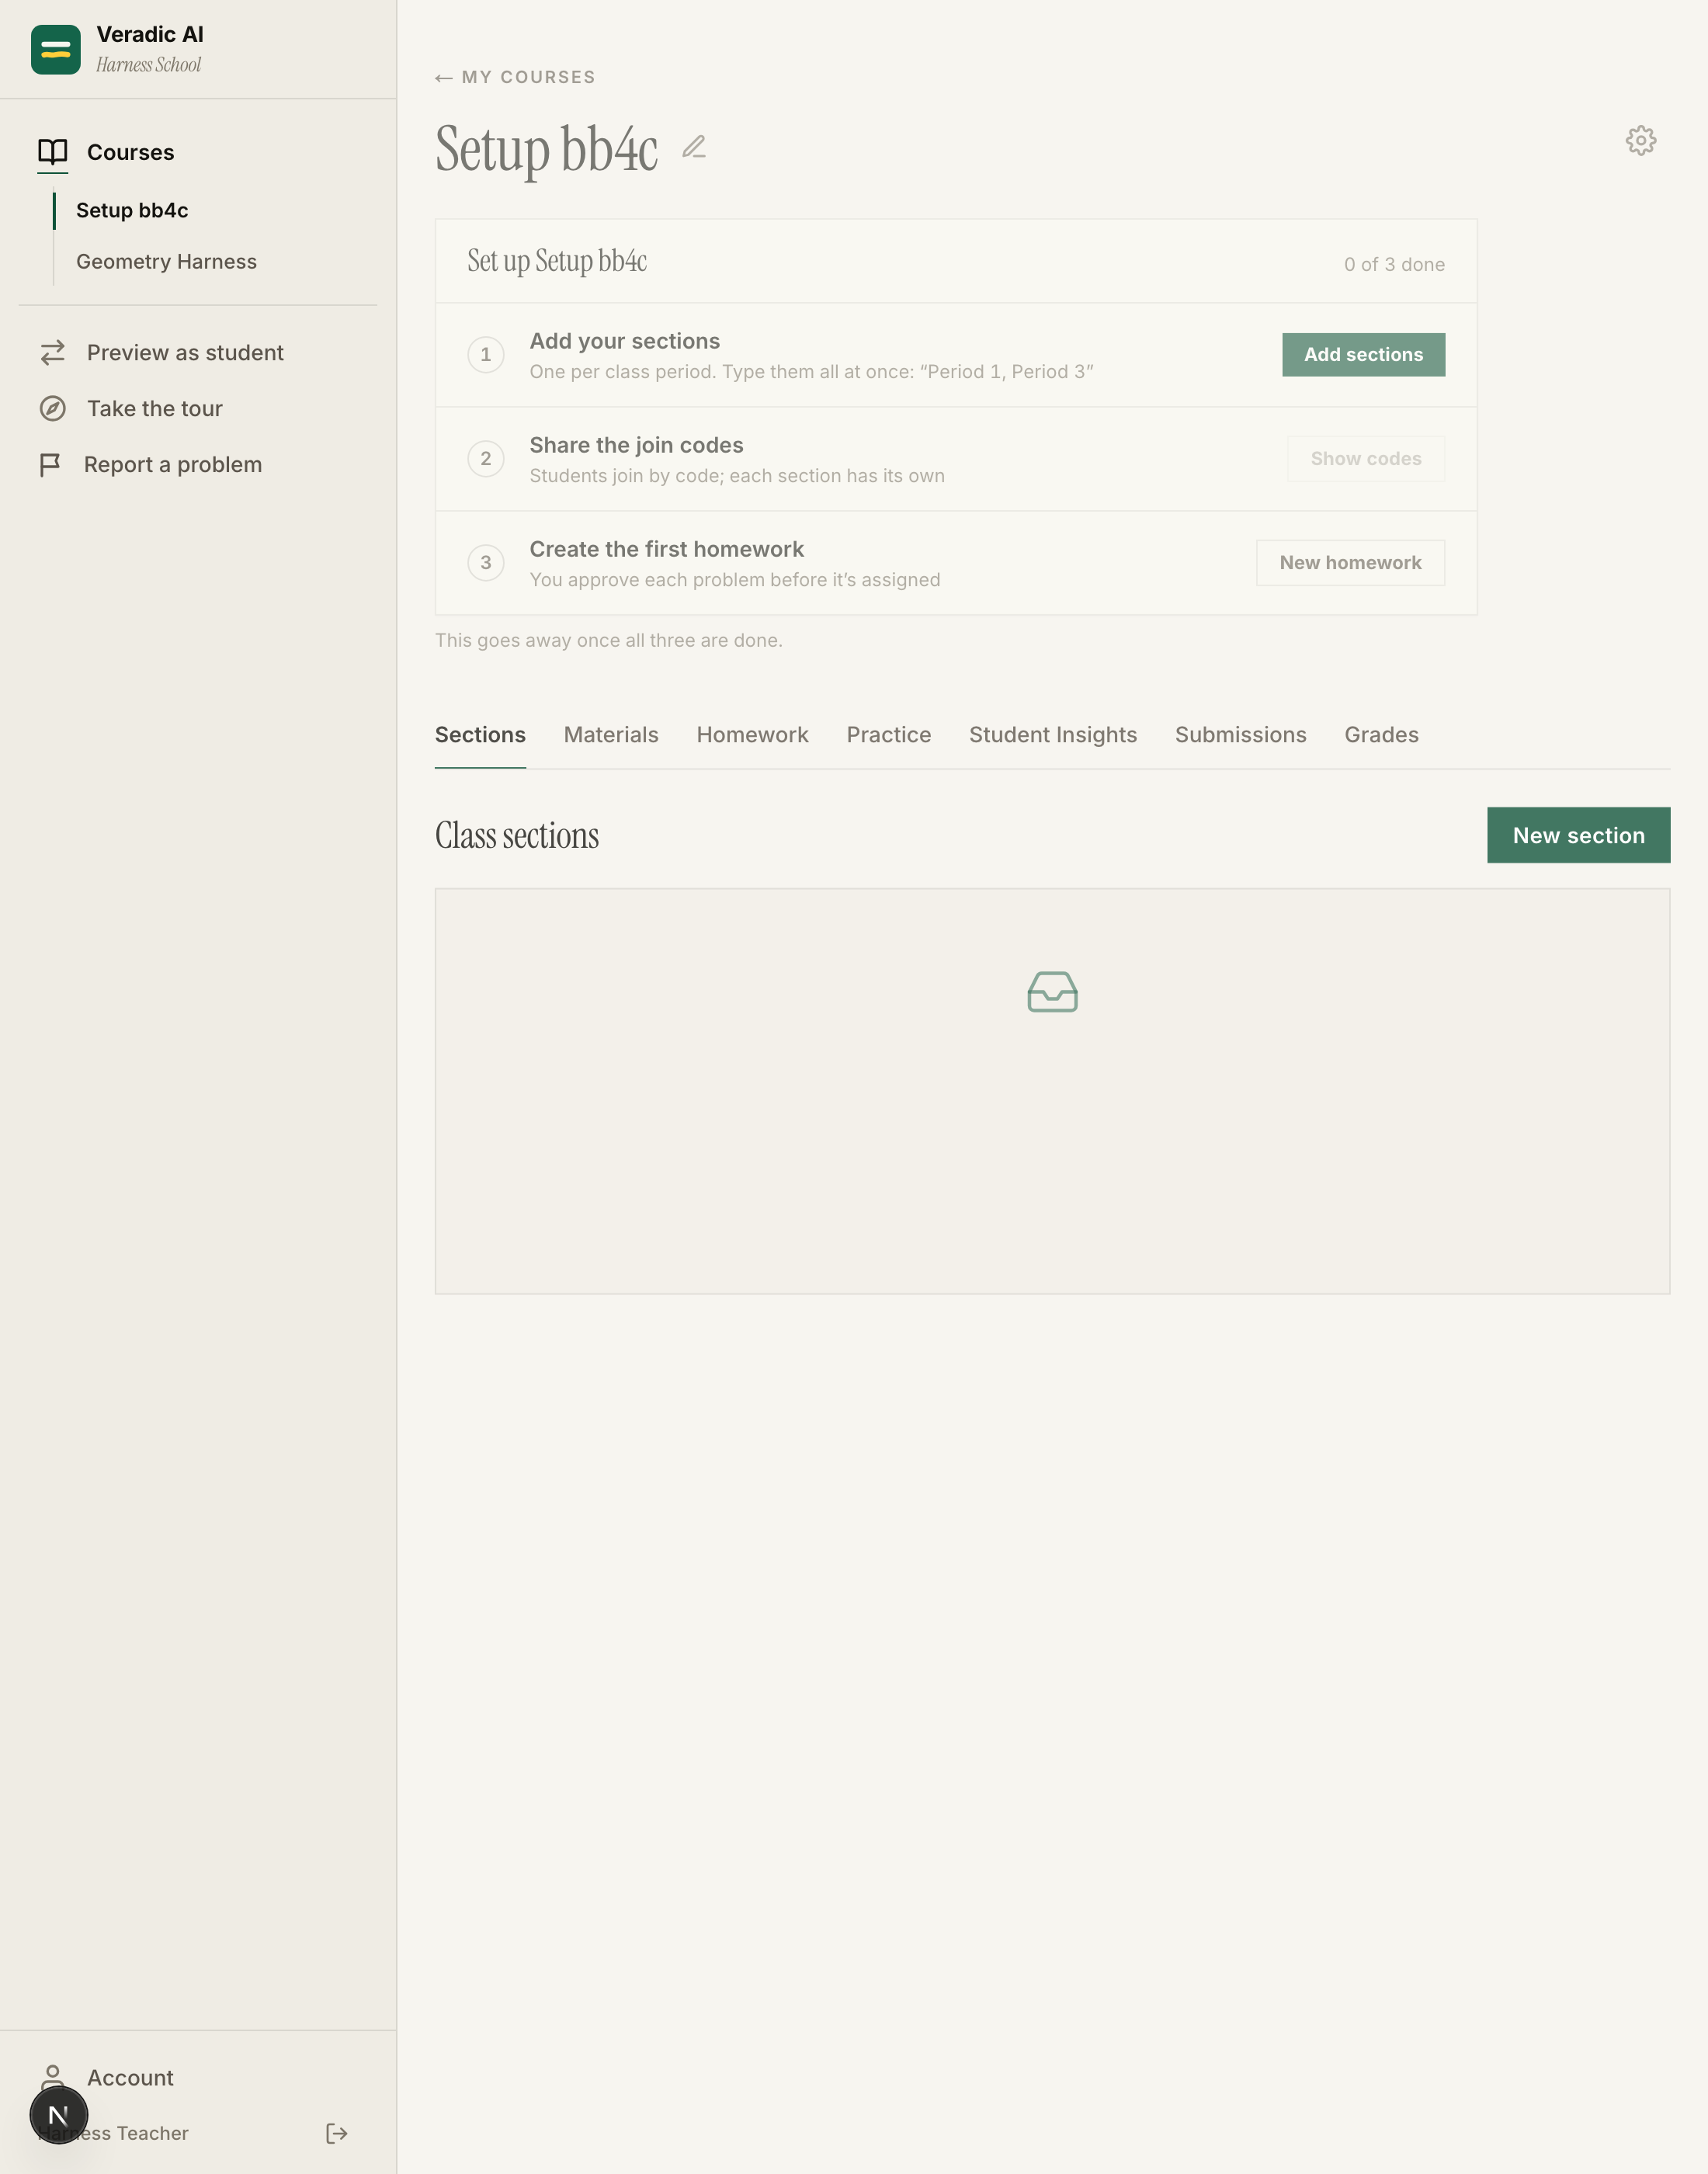 Veradic AI
Harness School
Courses
Setup bb4c
Geometry Harness
Preview as student
Take the tour
Report a problem
← MY COURSES
Setup bb4c
Set up Setup bb4c
0 of 3 done
1
Add your sections
One per class period. Type them all at once: “Period 1, Period 3”
Add sections
2
Share the join codes
Students join by code; each section has its own
Show codes
3
Create the first homework
You approve each problem before it’s assigned
New homework
This goes away once all three are done.
Sections Materials Homework Practice Student Insights Submissions Grades
Class sections
New section
Account
N
Harness Teacher